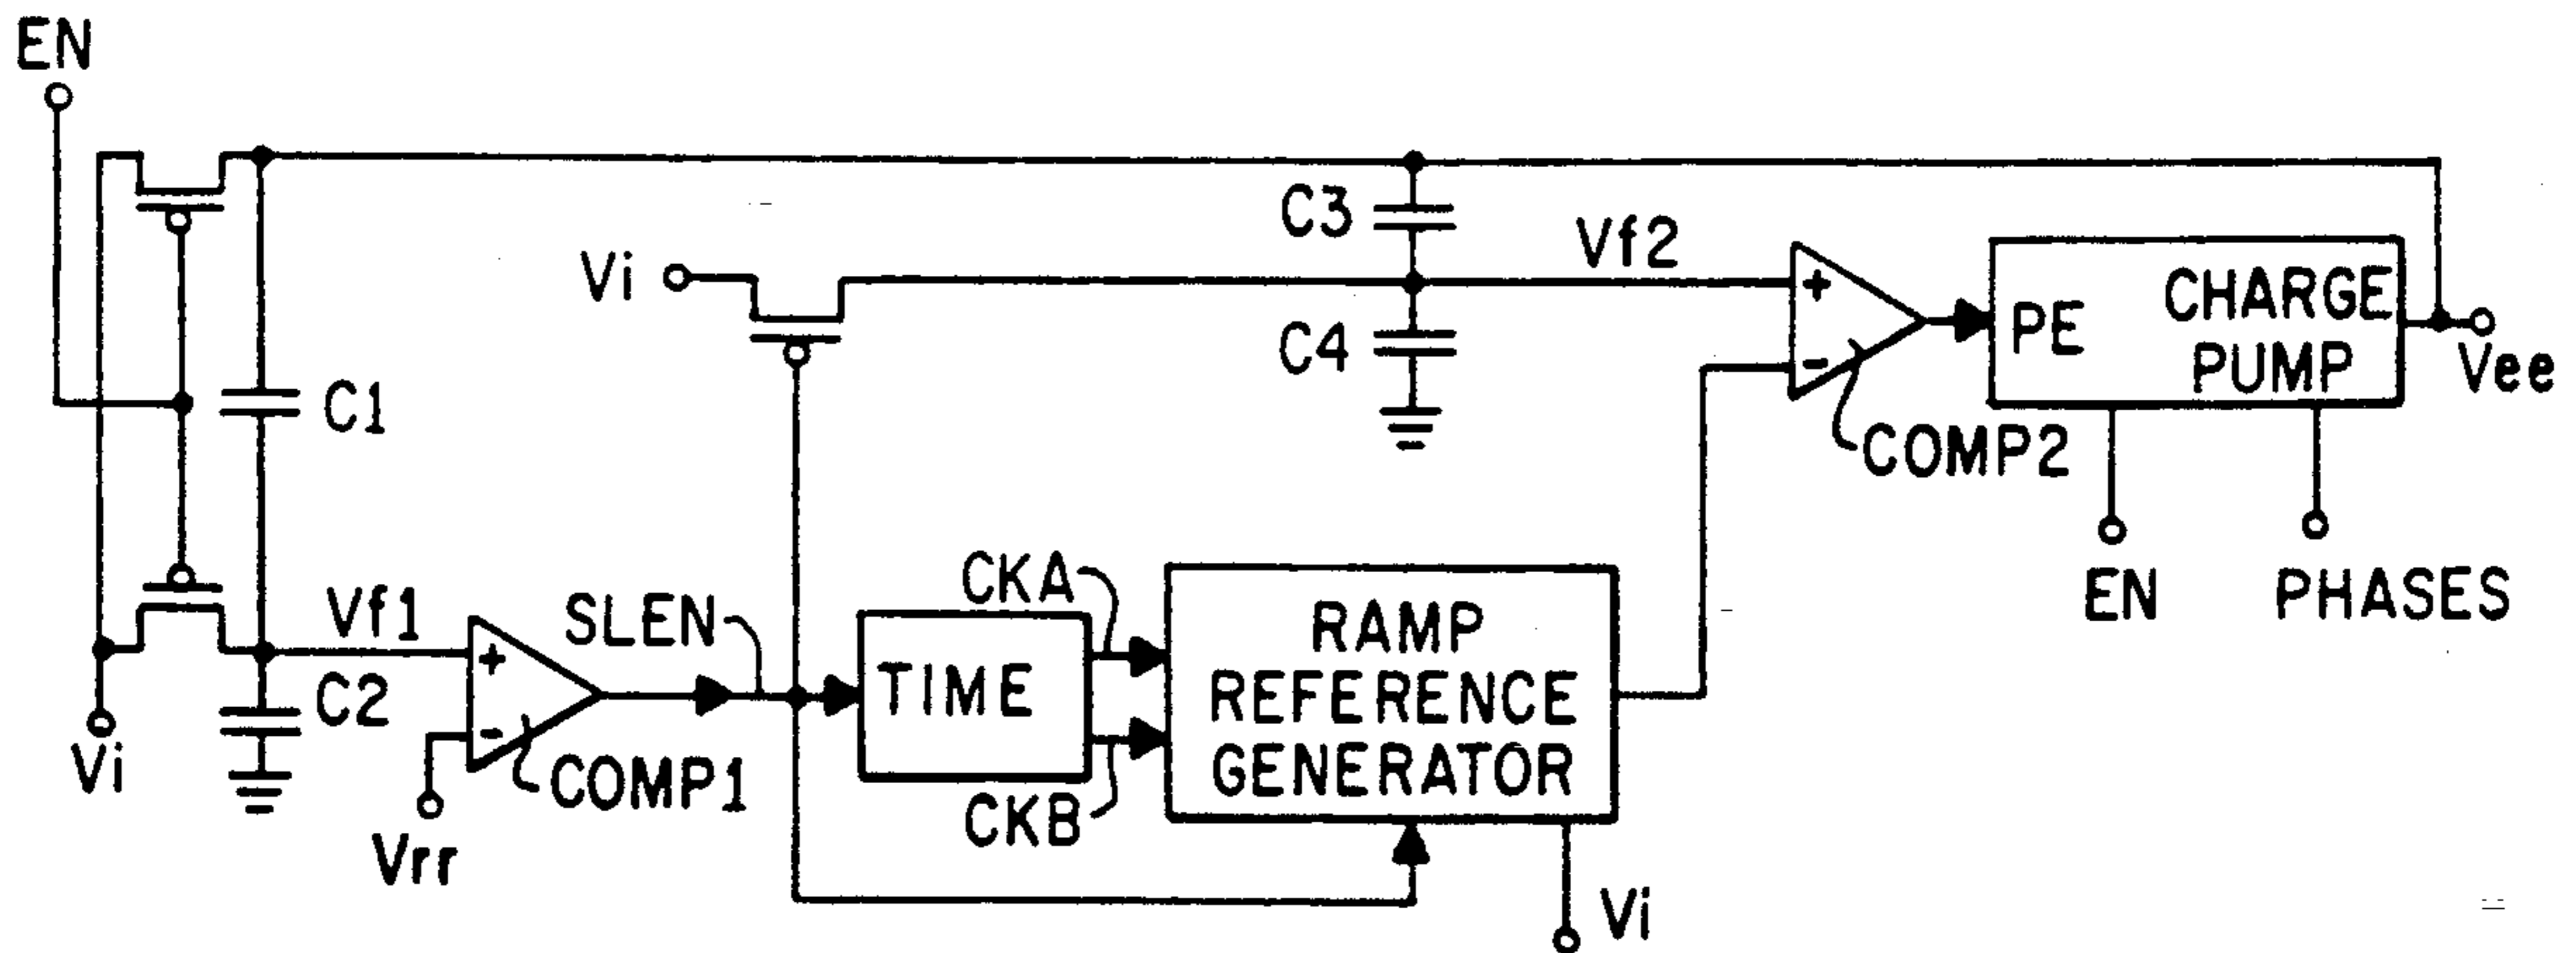 EN
C3
Vf2
Vi
+
PE
CHARGE
PUMP
C4
-
Vee
C1
COMP2
CKA
EN
PHASES
Vf1
SLEN
RAMP
REFERENCE
GENERATOR
+
TIME
C2
-
Vi
COMP1
CKB
Vrr
Vi